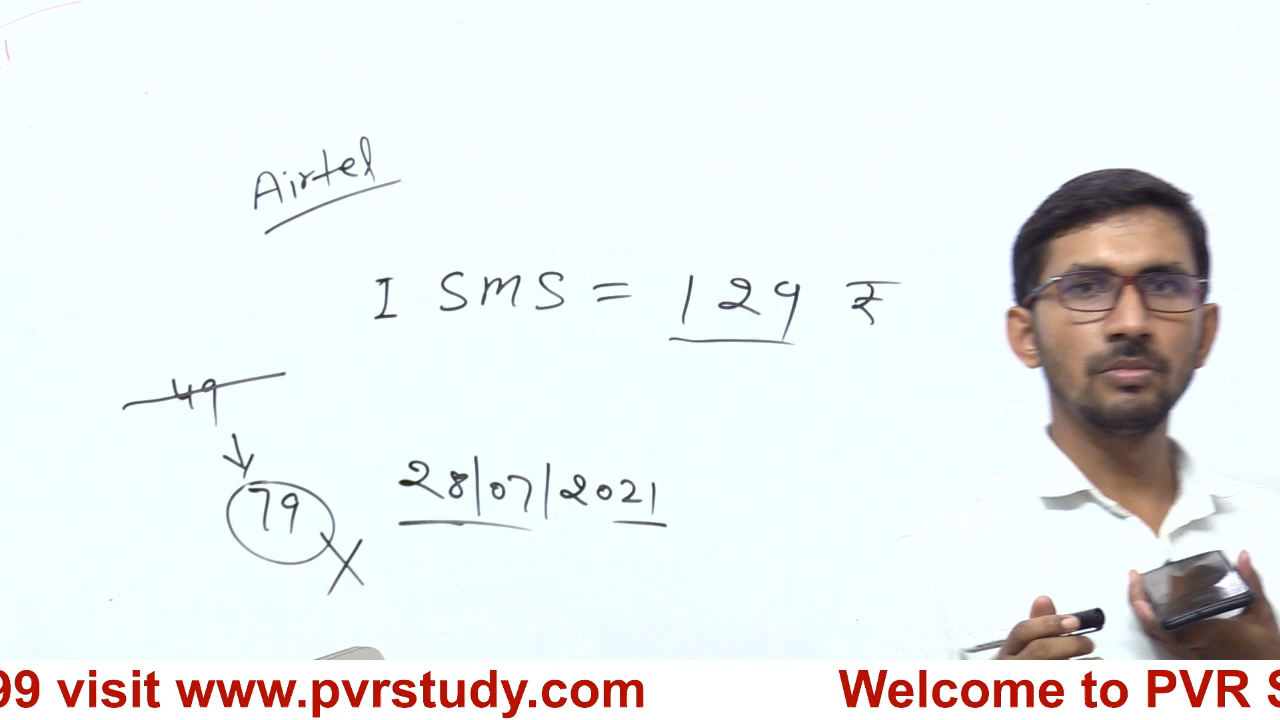 Airtel
1 SMS = 129 ₹
49
79
28/07/2021
99 visit www.pvrstudy.com Welcome to PVR S